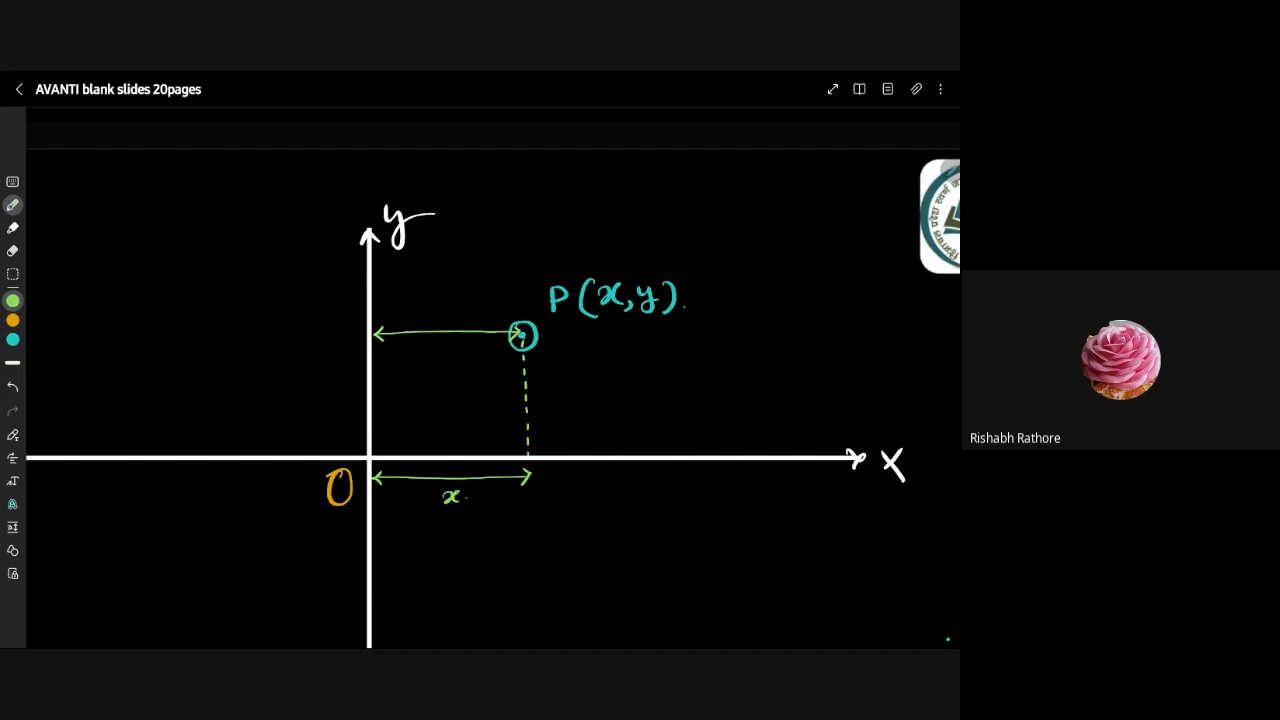 AVANTI blank slides 20pages
y
P(x,y).
O
x.
X
Rishabh Rathore